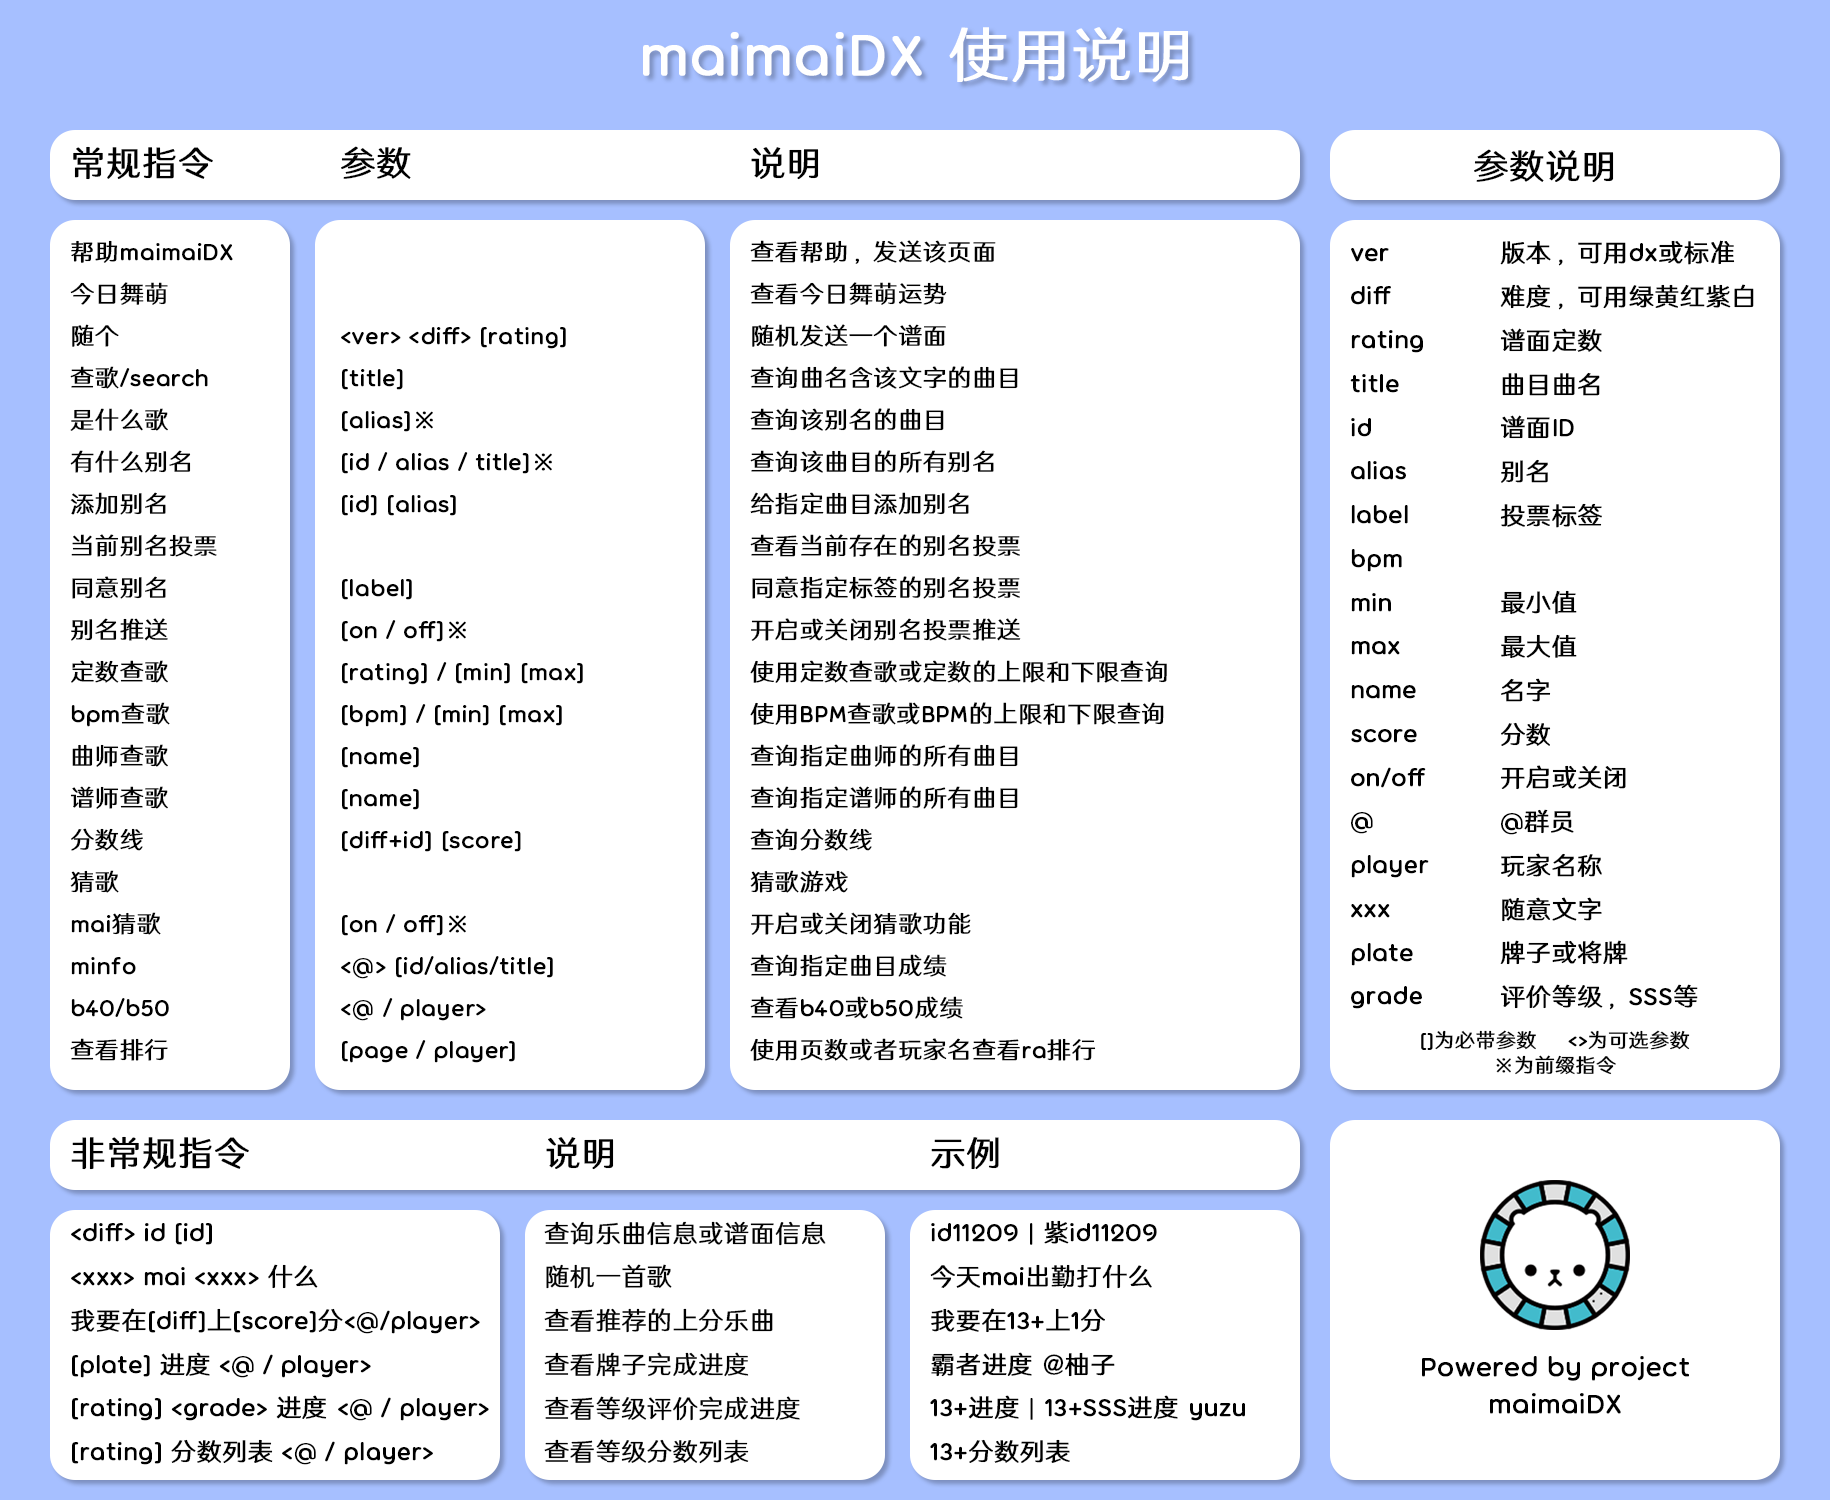 maimaiDX 使用说明
常规指令 参数 说明
帮助maimaiDX 查看帮助，发送该页面
今日舞萌 查看今日舞萌运势
随个 <ver> <diff> [rating] 随机发送一个谱面
查歌/search [title] 查询曲名含该文字的曲目
是什么歌 [alias]※ 查询该别名的曲目
有什么别名 [id / alias / title]※ 查询该曲目的所有别名
添加别名 [id] [alias] 给指定曲目添加别名
当前别名投票 查看当前存在的别名投票
同意别名 [label] 同意指定标签的别名投票
别名推送 [on / off]※ 开启或关闭别名投票推送
定数查歌 [rating] / [min] [max] 使用定数查歌或定数的上限和下限查询
bpm查歌 [bpm] / [min] [max] 使用BPM查歌或BPM的上限和下限查询
曲师查歌 [name] 查询指定曲师的所有曲目
谱师查歌 [name] 查询指定谱师的所有曲目
分数线 [diff+id] [score] 查询分数线
猜歌 猜歌游戏
mai猜歌 [on / off]※ 开启或关闭猜歌功能
minfo <@> [id/alias/title] 查询指定曲目成绩
b40/b50 <@ / player> 查看b40或b50成绩
查看排行 [page / player] 使用页数或者玩家名查看ra排行
参数说明
ver 版本，可用dx或标准
diff 难度，可用绿黄红紫白
rating 谱面定数
title 曲目曲名
id 谱面ID
alias 别名
label 投票标签
bpm
min 最小值
max 最大值
name 名字
score 分数
on/off 开启或关闭
@ @群员
player 玩家名称
xxx 随意文字
plate 牌子或将牌
grade 评价等级，SSS等
[]为必带参数 <>为可选参数
※为前缀指令
非常规指令 说明 示例
<diff> id [id] 查询乐曲信息或谱面信息 id11209 | 紫id11209
<xxx> mai <xxx> 什么 随机一首歌 今天mai出勤打什么
我要在[diff]上[score]分<@/player> 查看推荐的上分乐曲 我要在13+上1分
[plate] 进度 <@ / player> 查看牌子完成进度 霸者进度 @柚子
[rating] <grade> 进度 <@ / player> 查看等级评价完成进度 13+进度 | 13+SSS进度 yuzu
[rating] 分数列表 <@ / player> 查看等级分数列表 13+分数列表
Powered by project
maimaiDX